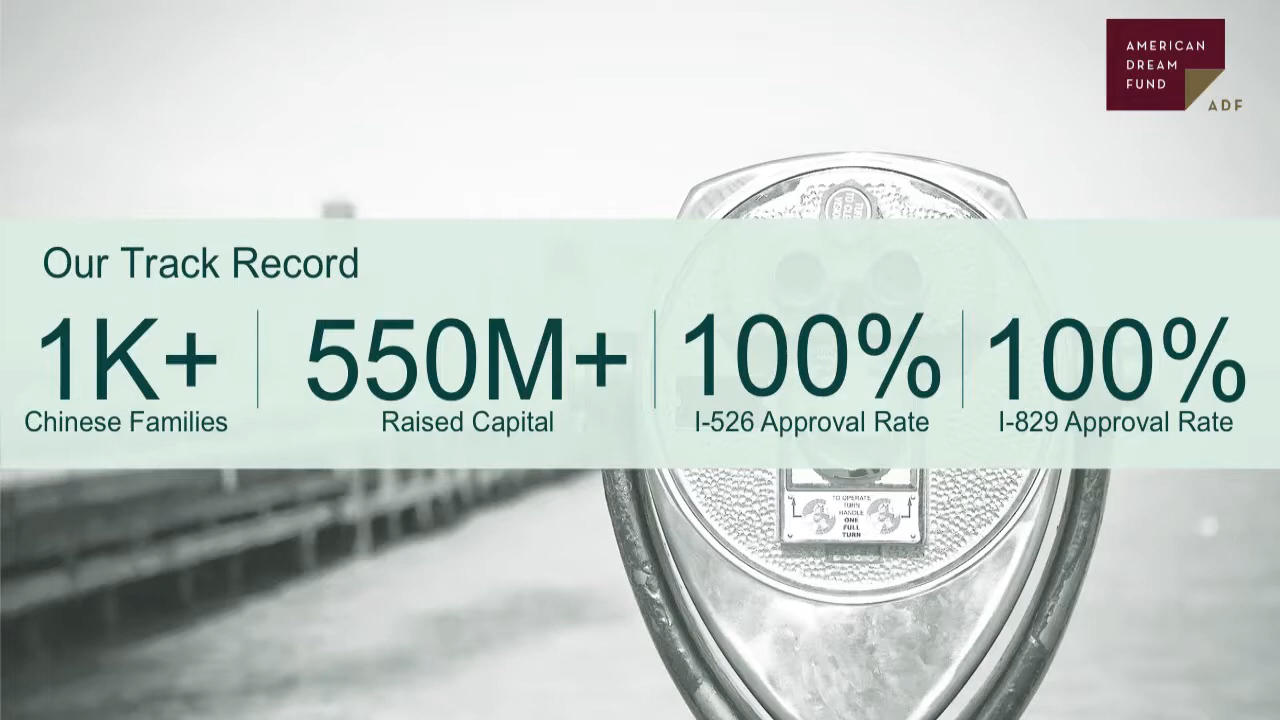 AMERICAN
DREAM
FUND
ADF
Our Track Record
1K+
Chinese Families
550M+
Raised Capital
100%
I-526 Approval Rate
100%
I-829 Approval Rate
TO OPERATE
TURN
HANDLE
ONE
FULL
TURN